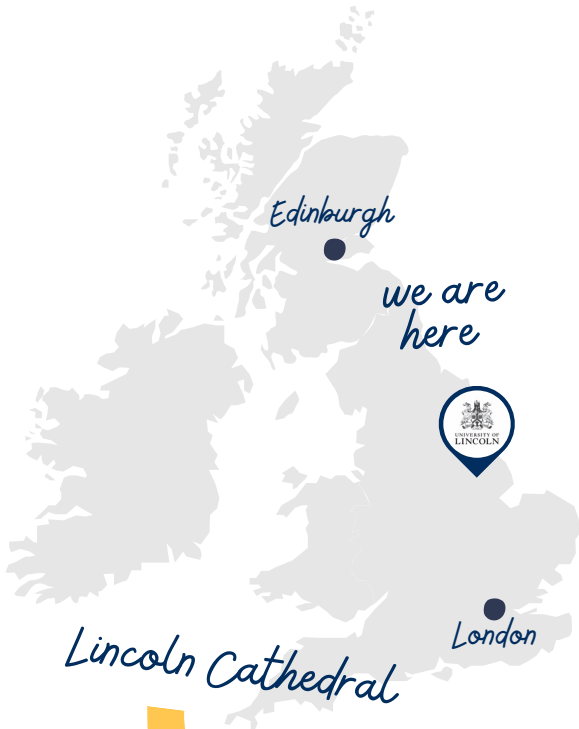 Edinburgh
we are
here
UNIVERSITY OF
LINCOLN
London
Lincoln Cathedral